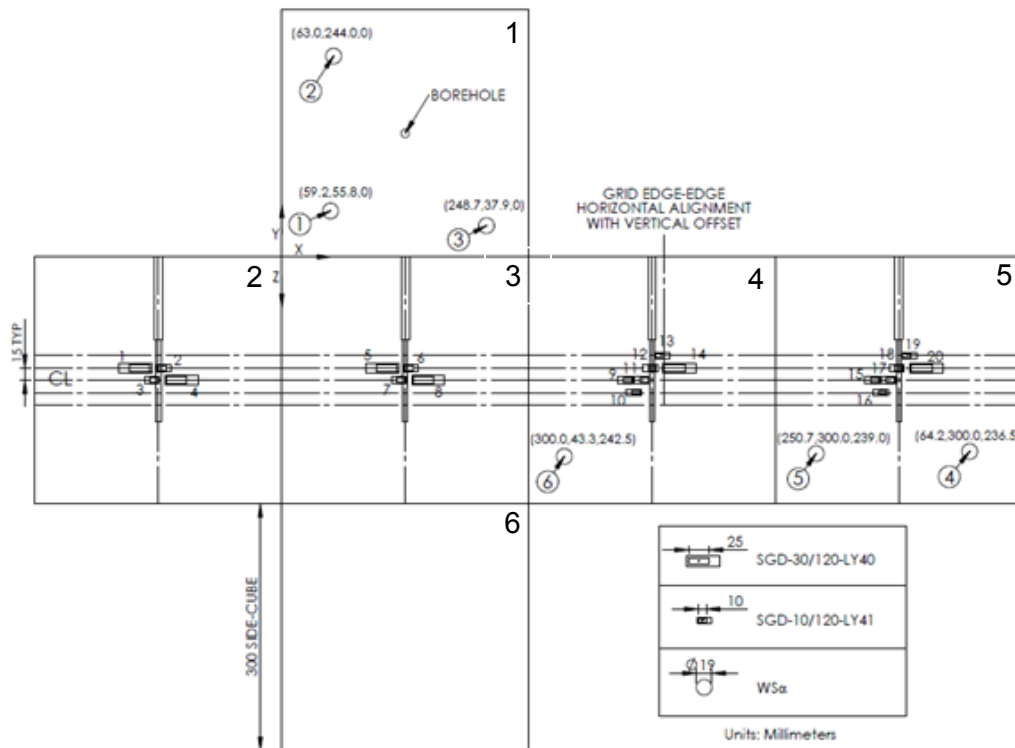 1
(63.0,244.0,0)
2
BOREHOLE
(59.2,55.8,0)
1
(248.7,37.9,0)
3
GRID EDGE-EDGE
HORIZONTAL ALIGNMENT
WITH VERTICAL OFFSET
Y
X
Z
2
3
4
5
15 TYP
CL
1
2
3
4
5
6
7
8
9
10
11
12
13
14
15
16
17
18
19
20
(300.0,43.3,242.5)
6
(250.7,300.0,239.0)
5
(64.2,300.0,236.5)
4
6
300 SIDE-CUBE
25
SGD-30/120-LY40
10
SGD-10/120-LY41
Ø19
WSα
Units: Millimeters